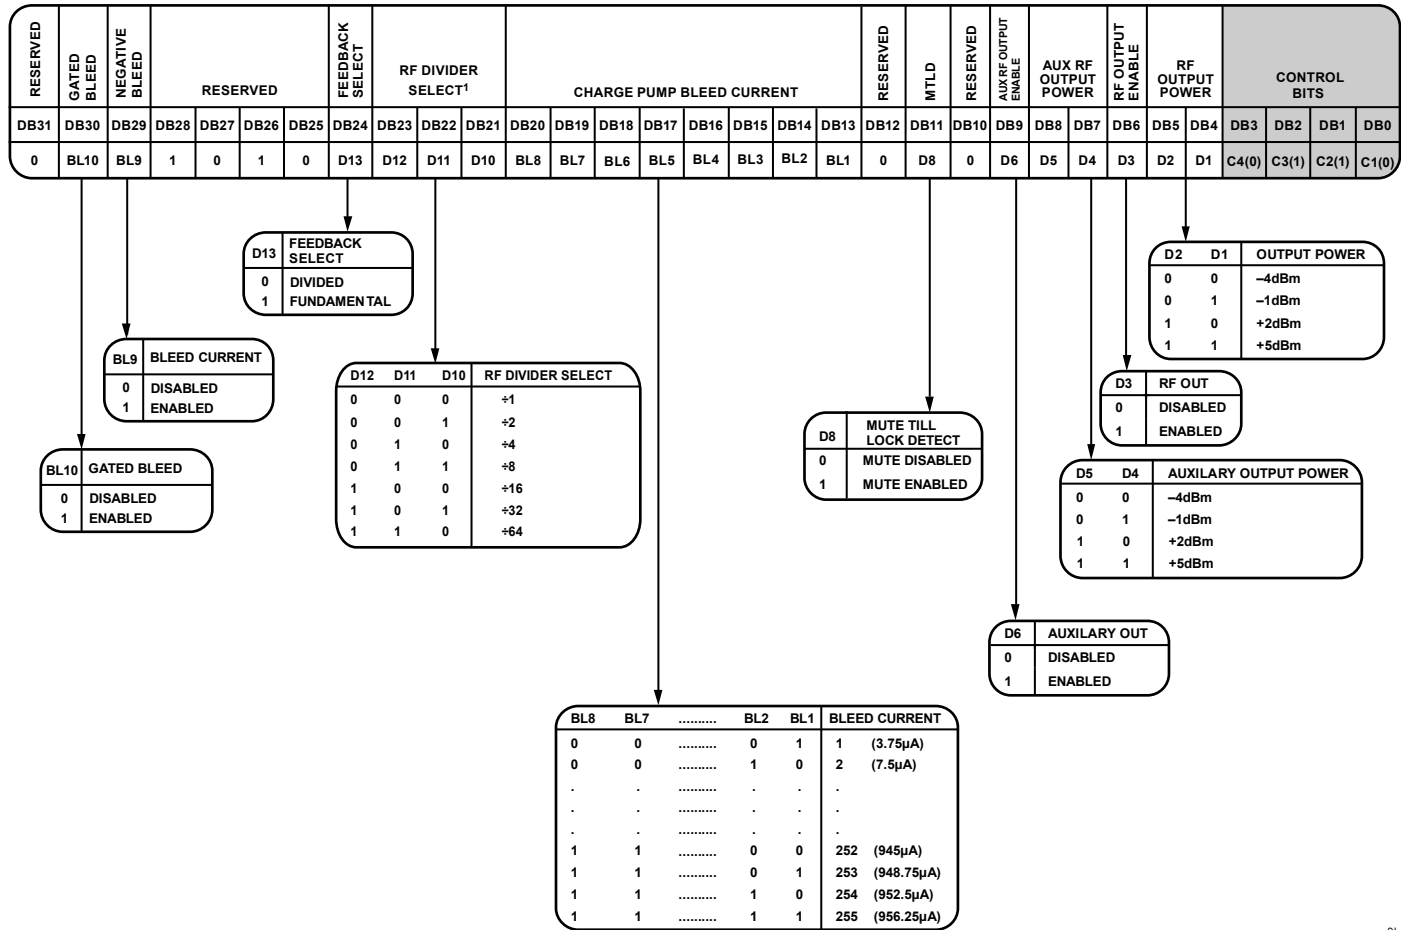 RESERVED
GATED BLEED
NEGATIVE BLEED
RESERVED
FEEDBACK SELECT
RF DIVIDER SELECT¹
CHARGE PUMP BLEED CURRENT
RESERVED
MTLD
RESERVED
AUX RF OUTPUT ENABLE
AUX RF OUTPUT POWER
RF OUTPUT ENABLE
RF OUTPUT POWER
CONTROL BITS
DB31 DB30 DB29 DB28 DB27 DB26 DB25 DB24 DB23 DB22 DB21 DB20 DB19 DB18 DB17 DB16 DB15 DB14 DB13 DB12 DB11 DB10 DB9 DB8 DB7 DB6 DB5 DB4 DB3 DB2 DB1 DB0
0 BL10 BL9 1 0 1 0 D13 D12 D11 D10 BL8 BL7 BL6 BL5 BL4 BL3 BL2 BL1 0 D8 0 D6 D5 D4 D3 D2 D1 C4(0) C3(1) C2(1) C1(0)
D13 FEEDBACK SELECT
0 DIVIDED
1 FUNDAMENTAL
D2 D1 OUTPUT POWER
0 0 –4dBm
0 1 –1dBm
1 0 +2dBm
1 1 +5dBm
BL9 BLEED CURRENT
0 DISABLED
1 ENABLED
D12 D11 D10 RF DIVIDER SELECT
0 0 0 ÷1
0 0 1 ÷2
0 1 0 ÷4
0 1 1 ÷8
1 0 0 ÷16
1 0 1 ÷32
1 1 0 ÷64
D3 RF OUT
0 DISABLED
1 ENABLED
D8 MUTE TILL LOCK DETECT
0 MUTE DISABLED
1 MUTE ENABLED
BL10 GATED BLEED
0 DISABLED
1 ENABLED
D5 D4 AUXILARY OUTPUT POWER
0 0 –4dBm
0 1 –1dBm
1 0 +2dBm
1 1 +5dBm
D6 AUXILARY OUT
0 DISABLED
1 ENABLED
BL8 BL7 .......... BL2 BL1 BLEED CURRENT
0 0 .......... 0 1 1 (3.75µA)
0 0 .......... 1 0 2 (7.5µA)
. . .......... . . .
. . .......... . . .
. . .......... . . .
1 1 .......... 0 0 252 (945µA)
1 1 .......... 0 1 253 (948.75µA)
1 1 .......... 1 0 254 (952.5µA)
1 1 .......... 1 1 255 (956.25µA)